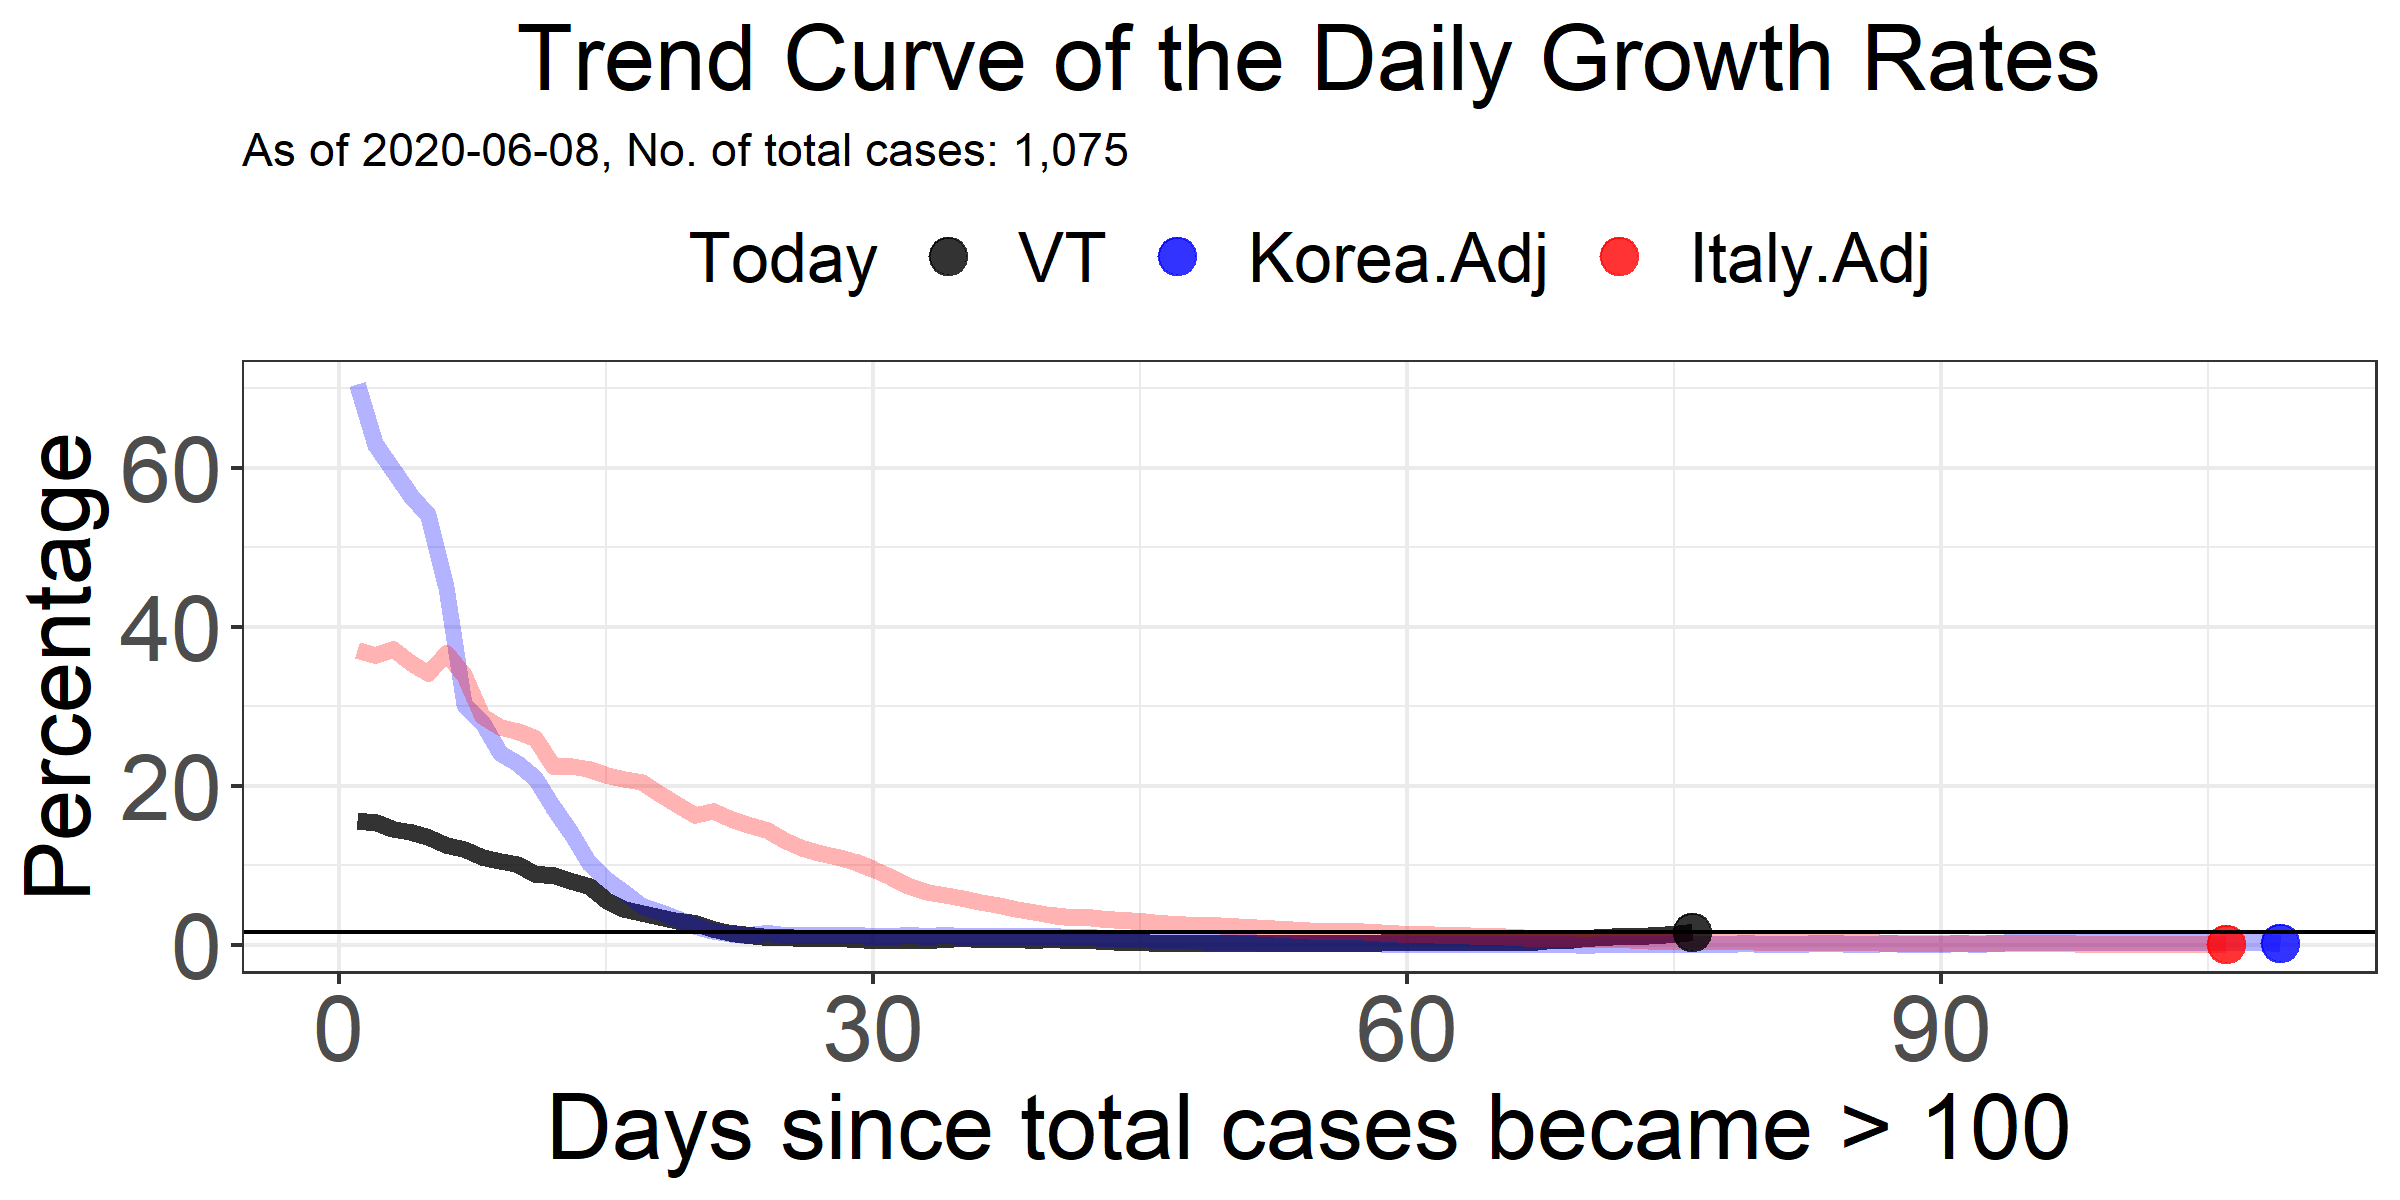 Trend Curve of the Daily Growth Rates
As of 2020-06-08, No. of total cases: 1,075
Today VT Korea.Adj Italy.Adj
Percentage
60
40
20
0
0 30 60 90
Days since total cases became > 100